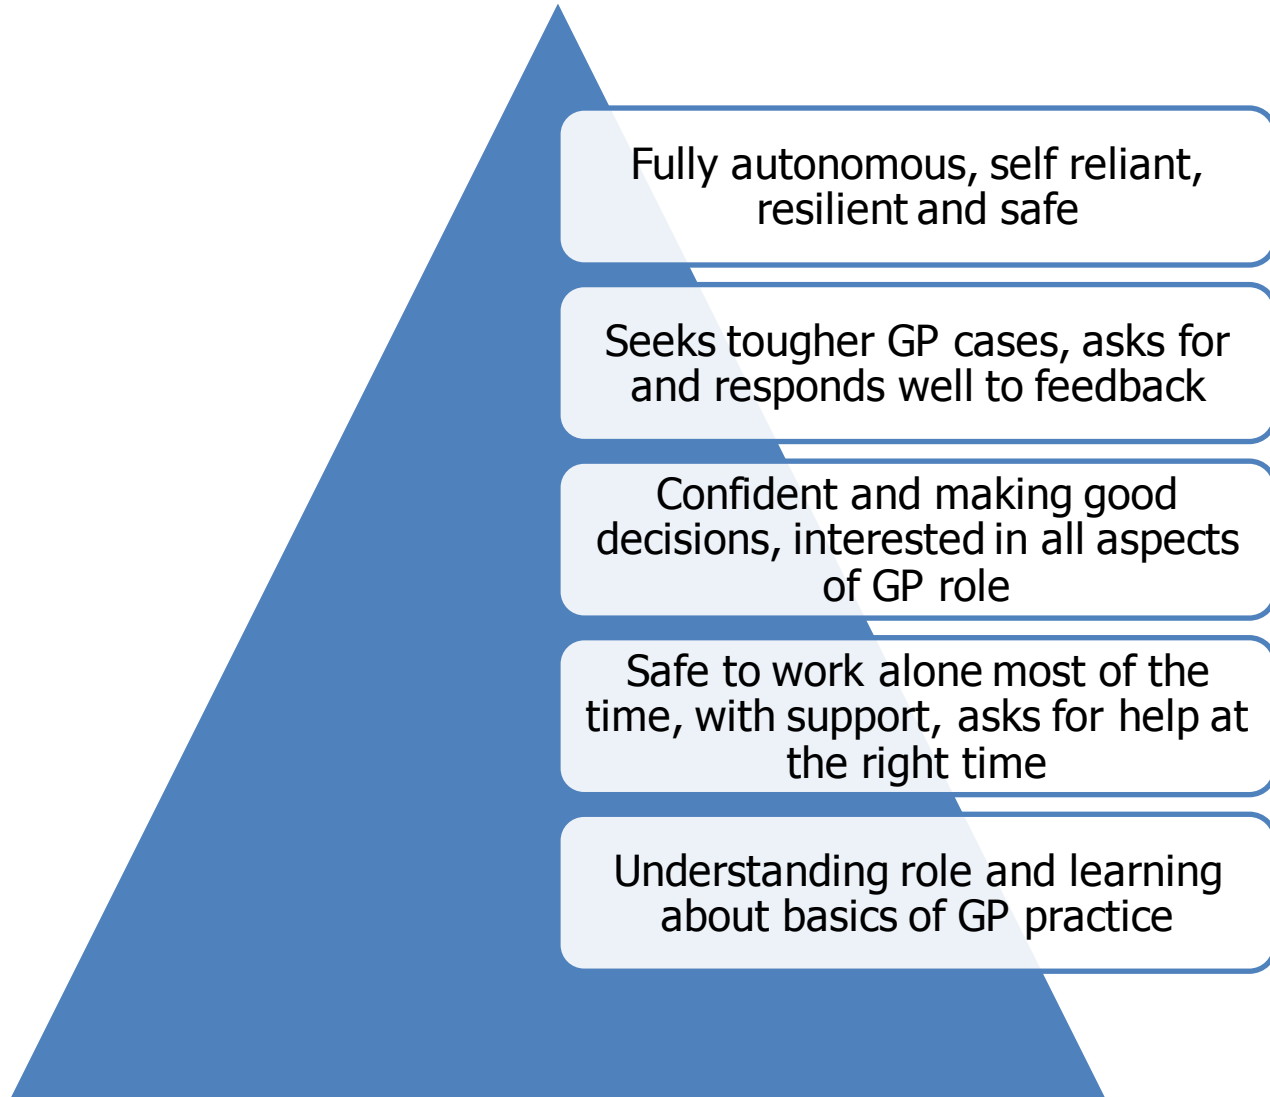 Fully autonomous, self reliant,
resilient and safe
Seeks tougher GP cases, asks for
and responds well to feedback
Confident and making good
decisions, interested in all aspects
of GP role
Safe to work alone most of the
time, with support, asks for help at
the right time
Understanding role and learning
about basics of GP practice